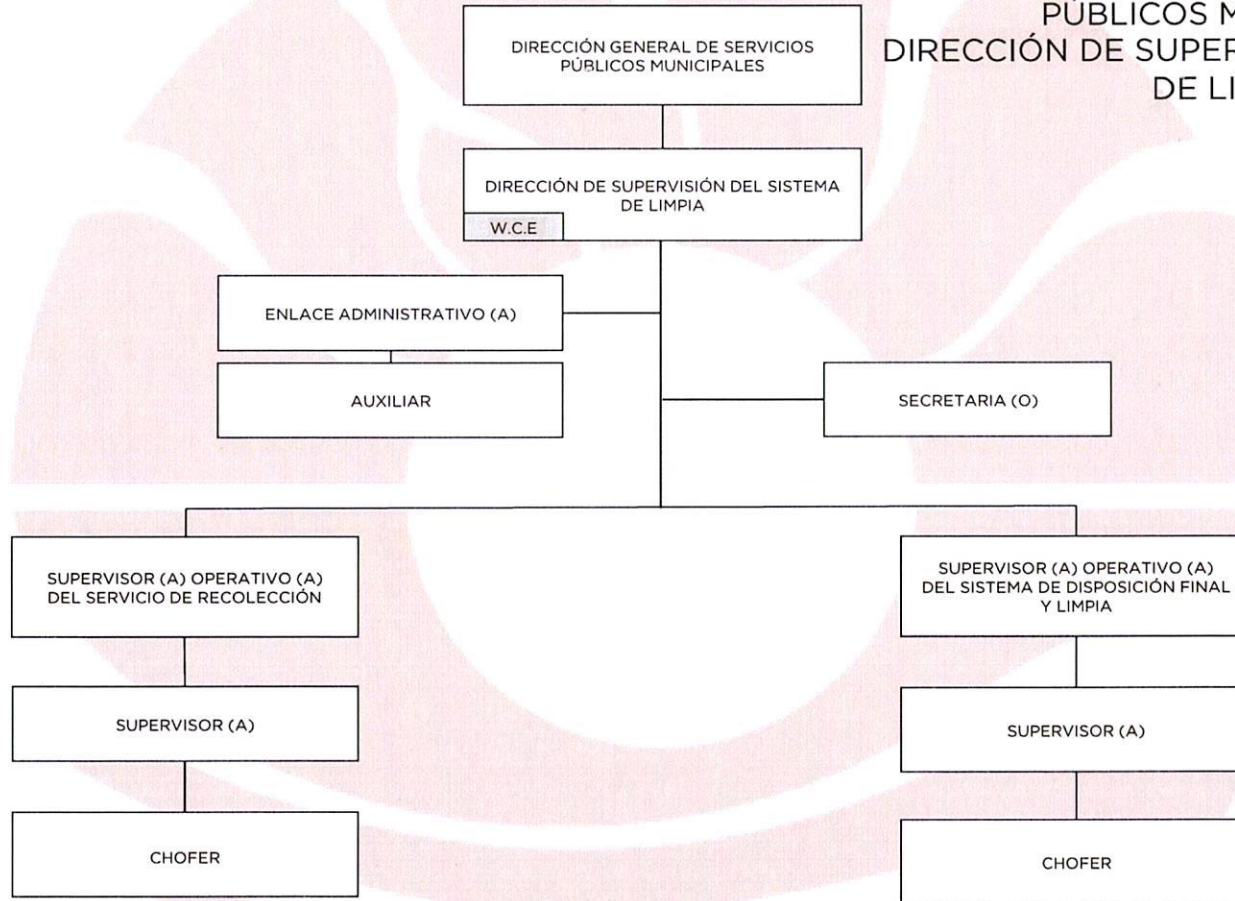 PÚBLICOS M
DIRECCIÓN DE SUPER
DE LI
DIRECCIÓN GENERAL DE SERVICIOS
PÚBLICOS MUNICIPALES
DIRECCIÓN DE SUPERVISIÓN DEL SISTEMA
DE LIMPIA
W.C.E
ENLACE ADMINISTRATIVO (A)
AUXILIAR
SECRETARIA (O)
SUPERVISOR (A) OPERATIVO (A)
DEL SERVICIO DE RECOLECCIÓN
SUPERVISOR (A) OPERATIVO (A)
DEL SISTEMA DE DISPOSICIÓN FINAL
Y LIMPIA
SUPERVISOR (A)
SUPERVISOR (A)
CHOFER
CHOFER